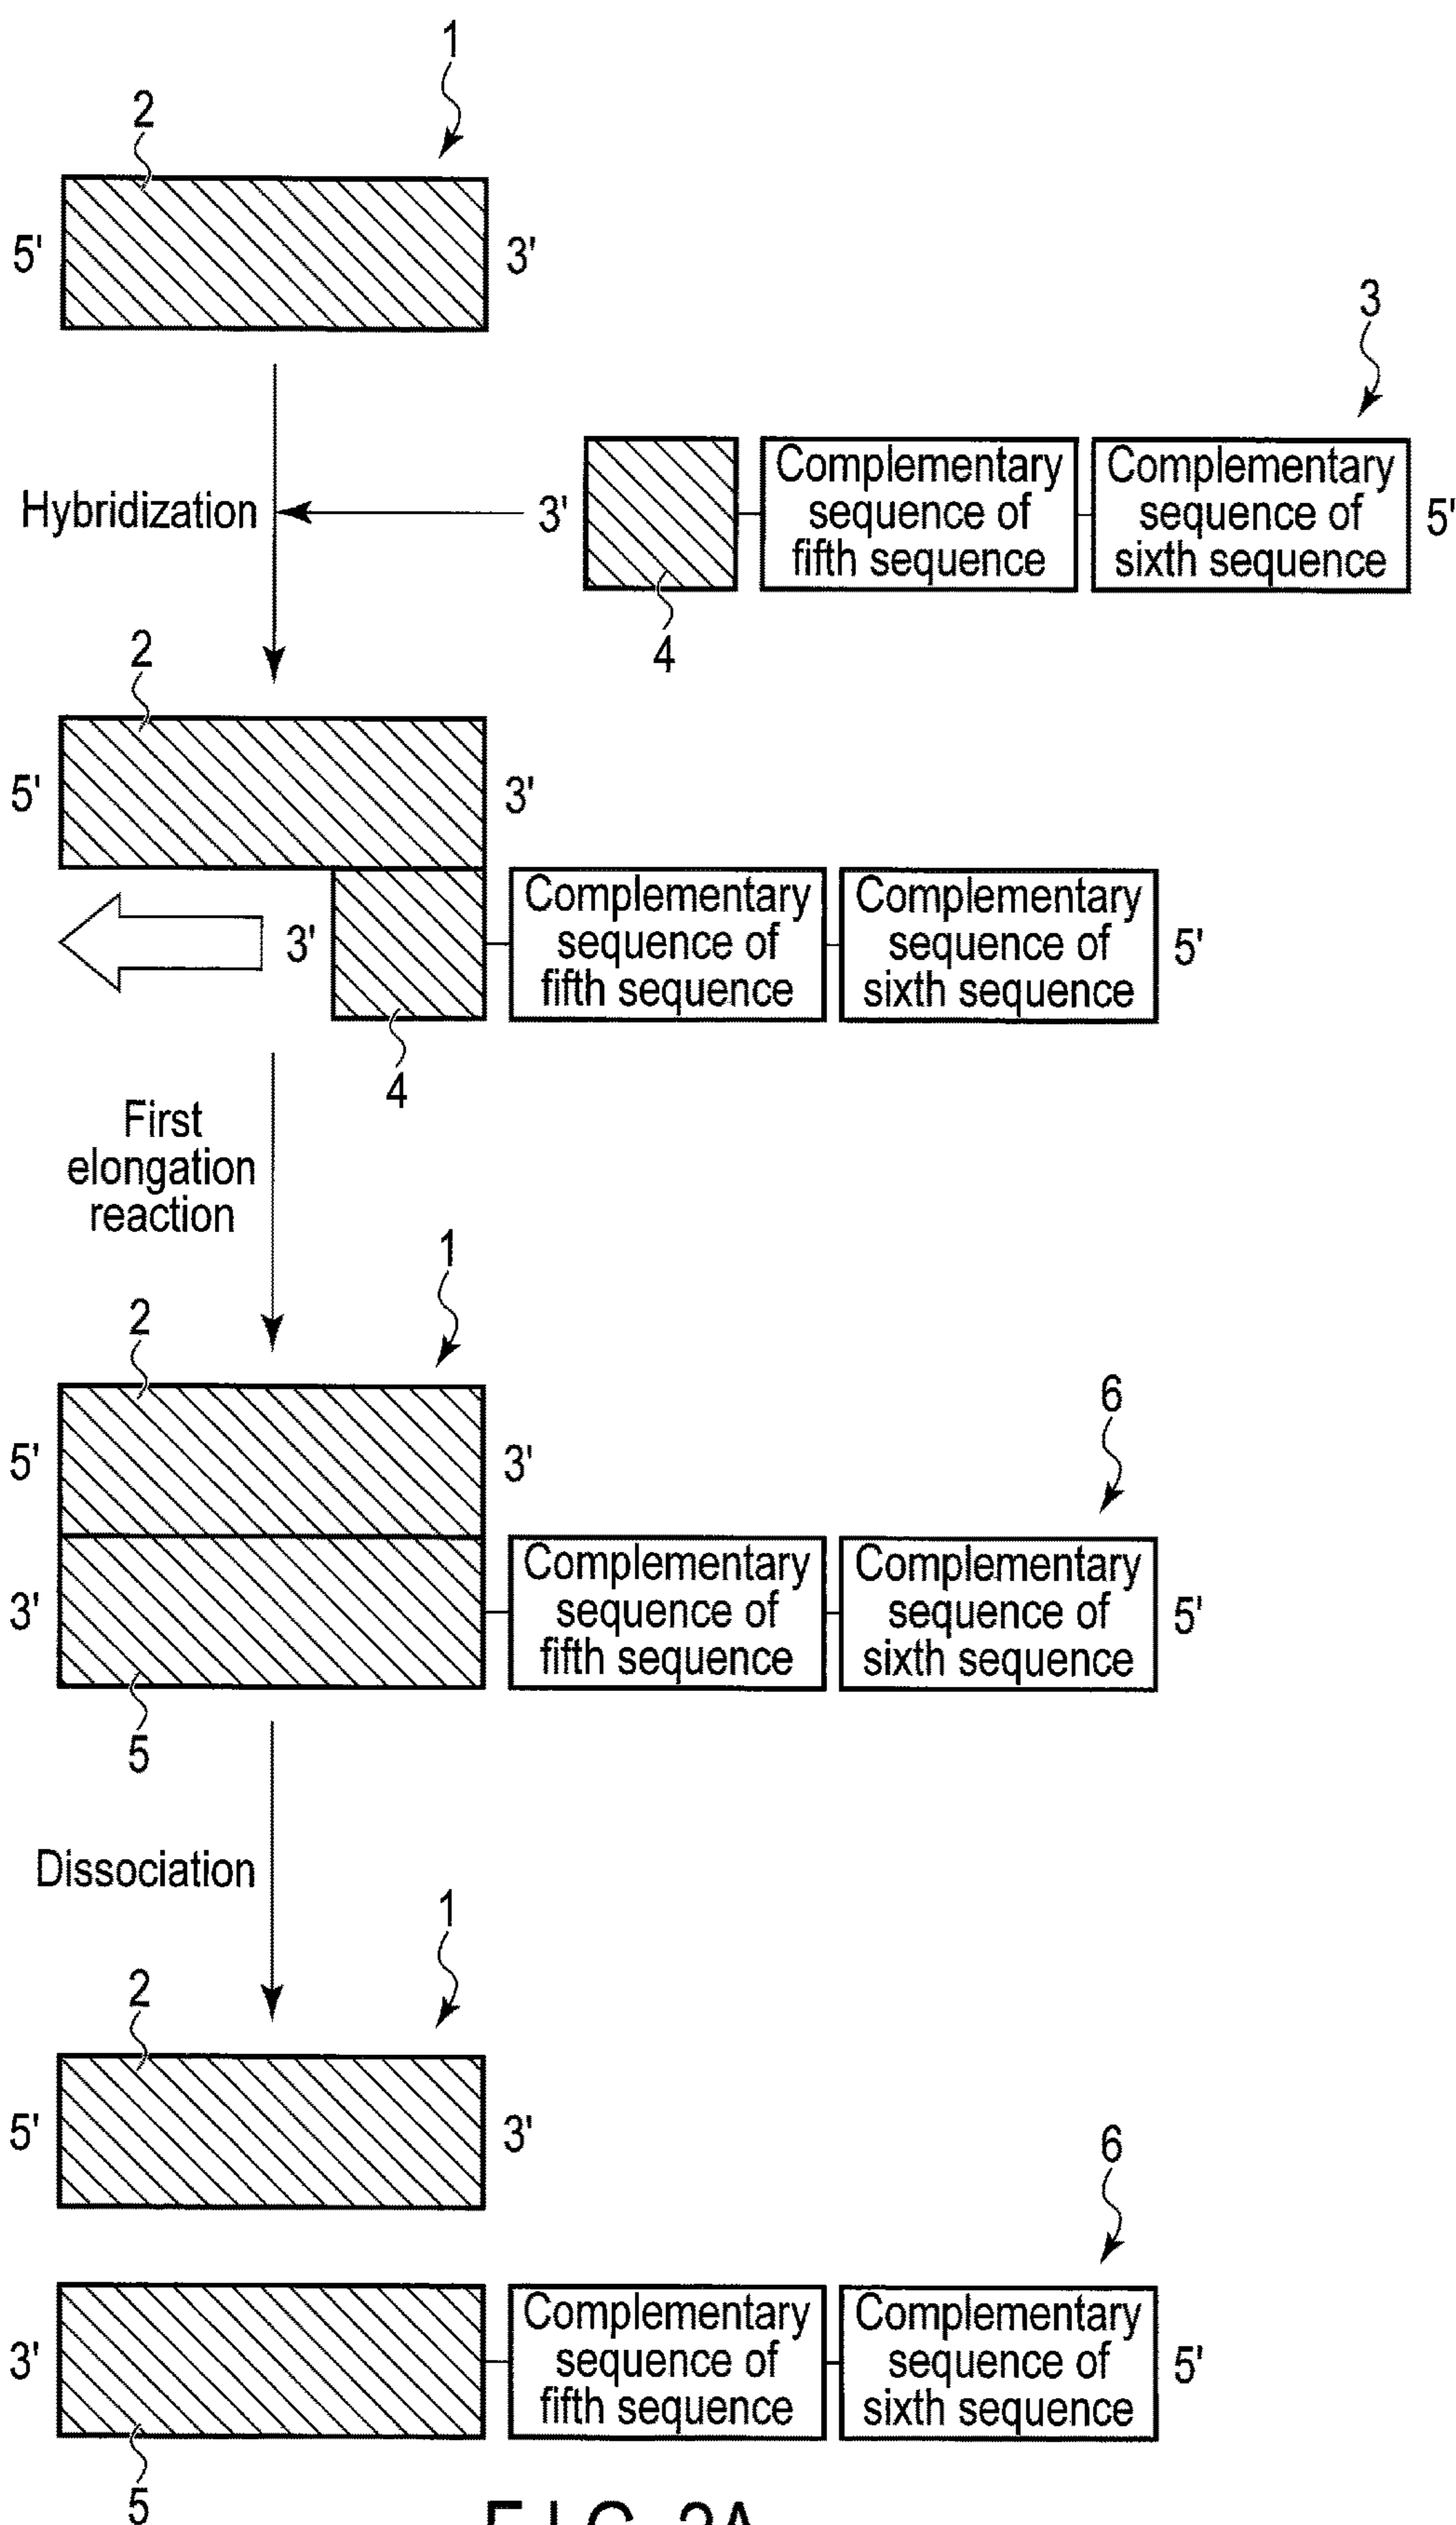 1
2
5' 3'
3
Hybridization
3'
Complementary
sequence of
fifth sequence
Complementary
sequence of
sixth sequence
5'
4
2
5' 3'
3'
Complementary
sequence of
fifth sequence
Complementary
sequence of
sixth sequence
5'
4
First
elongation
reaction
1
2
5' 3'
6
3'
Complementary
sequence of
fifth sequence
Complementary
sequence of
sixth sequence
5'
5
Dissociation
1
2
5' 3'
6
3'
Complementary
sequence of
fifth sequence
Complementary
sequence of
sixth sequence
5'
5